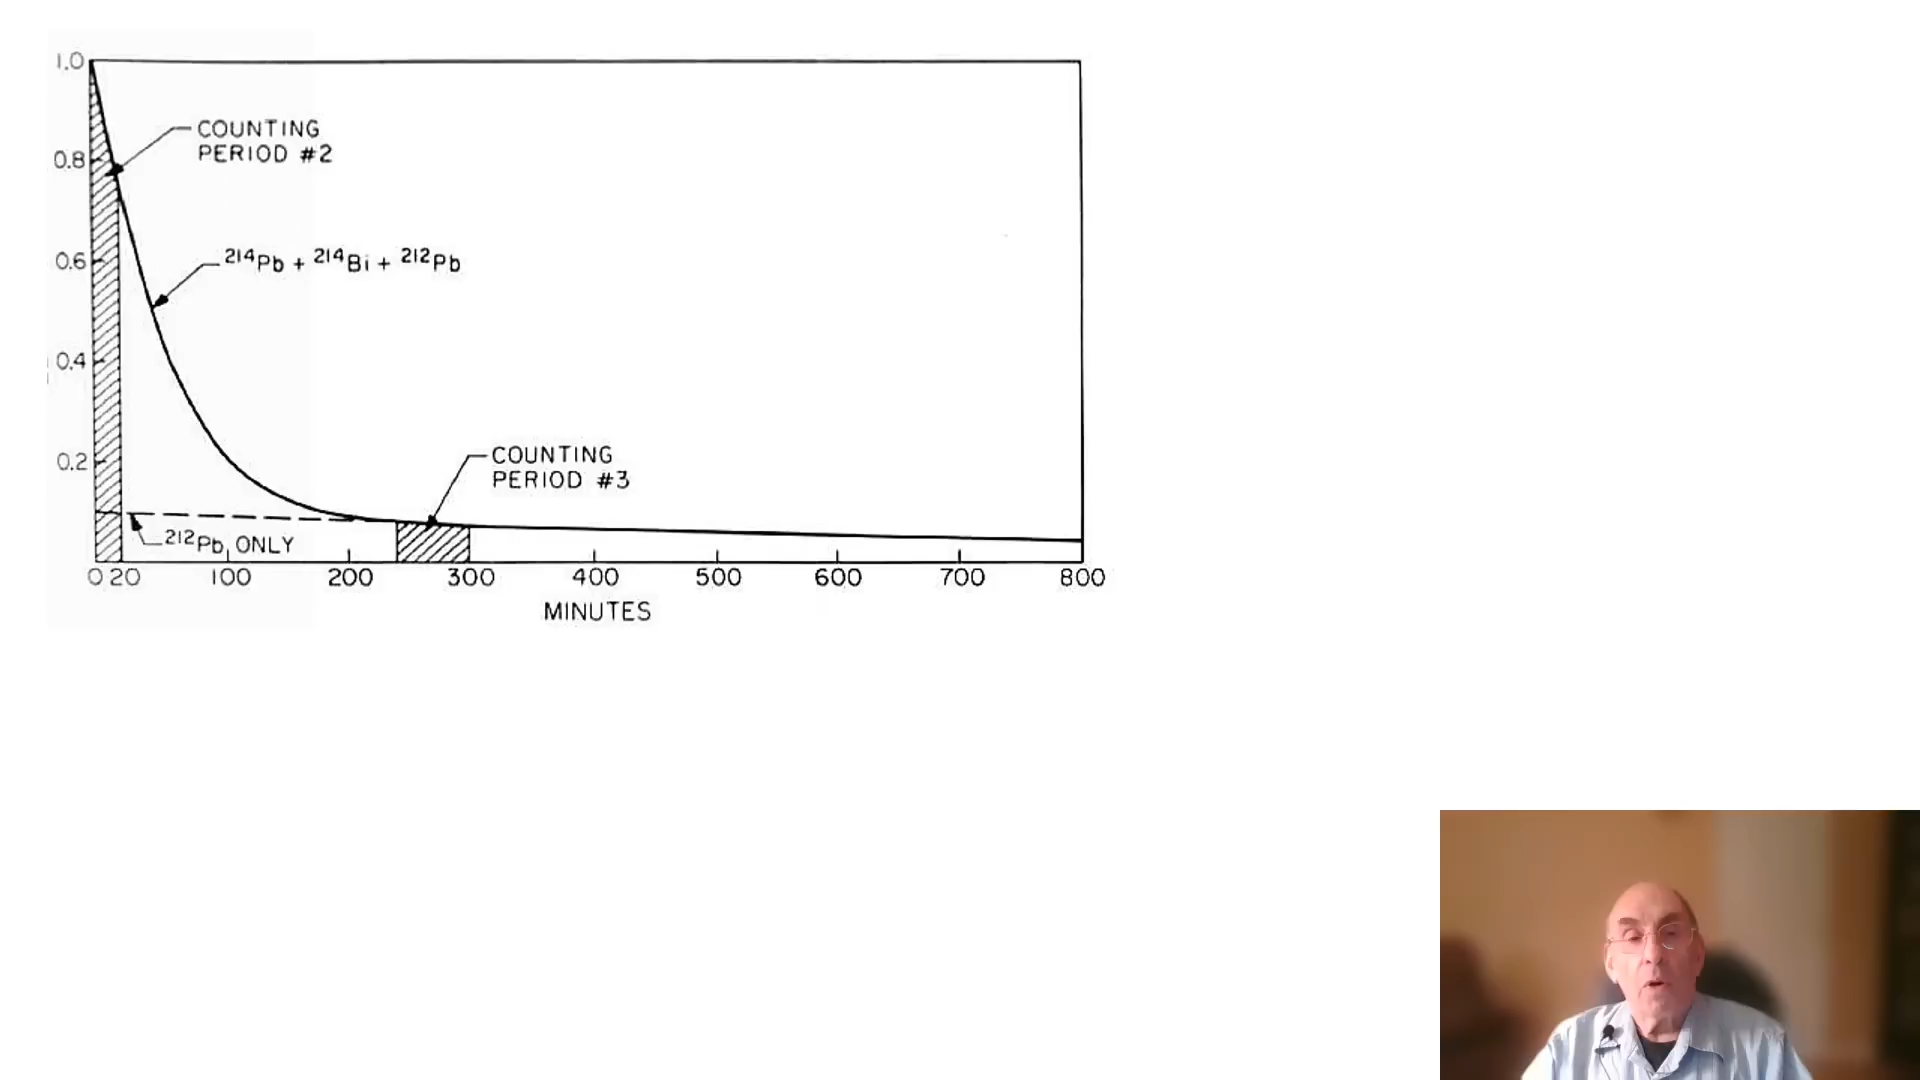 1.0
COUNTING
PERIOD #2
0.8
0.6
²¹⁴Pb + ²¹⁴Bi + ²¹²Pb
0.4
COUNTING
PERIOD #3
0.2
²¹²Pb ONLY
0 20 100 200 300 400 500 600 700 800
MINUTES